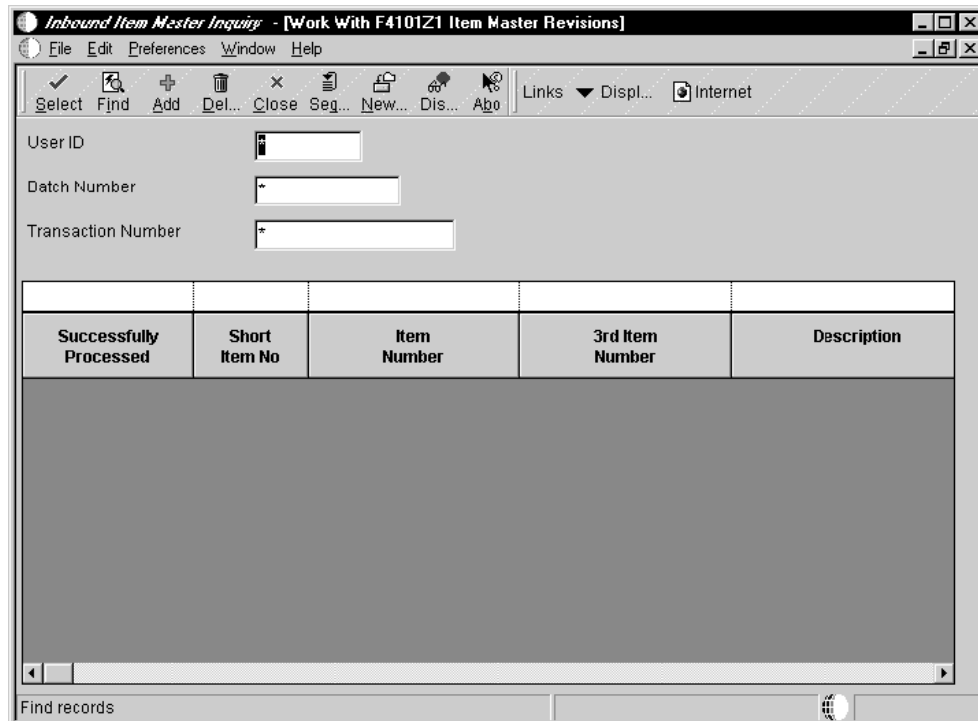 Inbound Item Master Inquiry - [Work With F4101Z1 Item Master Revisions]
File Edit Preferences Window Help
Select Find Add Del... Close Seq... New... Dis... Abo Links Displ... Internet
User ID *
Datch Number *
Transaction Number *
Successfully Processed Short Item No Item Number 3rd Item Number Description
Find records